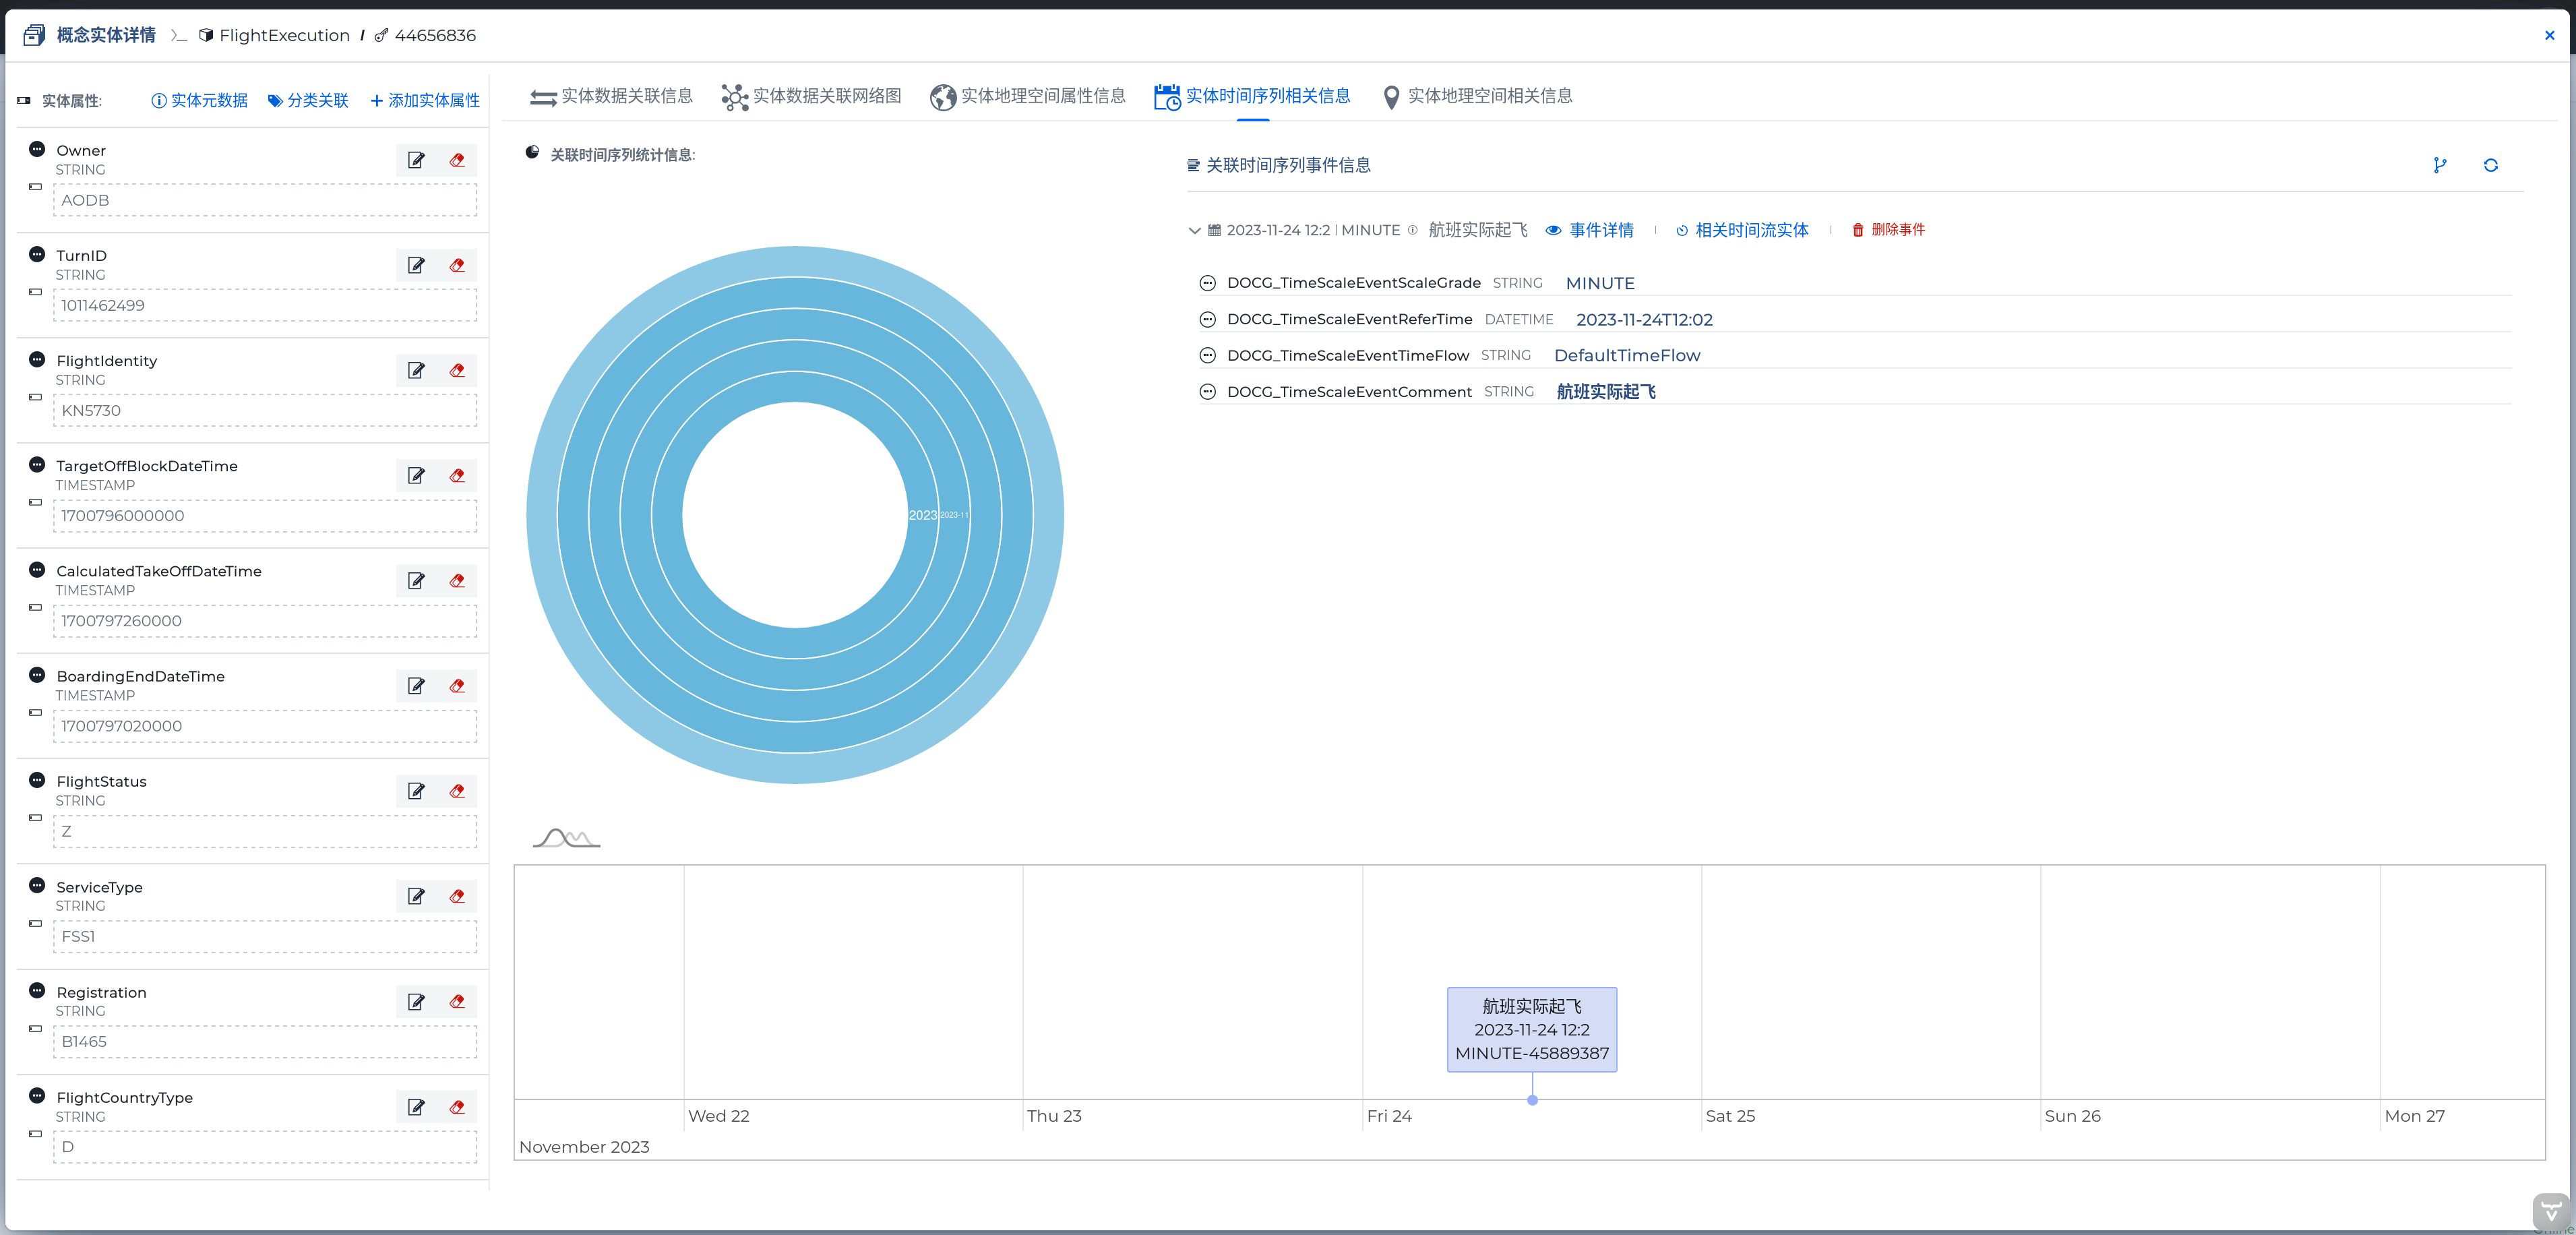 概念实体详情 FlightExecution / 44656836
实体属性: 实体元数据 分类关联 添加实体属性
Owner
STRING
AODB
TurnID
STRING
1011462499
FlightIdentity
STRING
KN5730
TargetOffBlockDateTime
TIMESTAMP
1700796000000
CalculatedTakeOffDateTime
TIMESTAMP
1700797260000
BoardingEndDateTime
TIMESTAMP
1700797020000
FlightStatus
STRING
Z
ServiceType
STRING
FSS1
Registration
STRING
B1465
FlightCountryType
STRING
D
实体数据关联信息 实体数据关联网络图 实体地理空间属性信息 实体时间序列相关信息 实体地理空间相关信息
关联时间序列统计信息:
2023 2023-11
关联时间序列事件信息
2023-11-24 12:2 | MINUTE 航班实际起飞 事件详情 相关时间流实体 删除事件
DOCG_TimeScaleEventScaleGrade STRING MINUTE
DOCG_TimeScaleEventReferTime DATETIME 2023-11-24T12:02
DOCG_TimeScaleEventTimeFlow STRING DefaultTimeFlow
DOCG_TimeScaleEventComment STRING 航班实际起飞
航班实际起飞
2023-11-24 12:2
MINUTE-45889387
Wed 22 Thu 23 Fri 24 Sat 25 Sun 26 Mon 27
November 2023